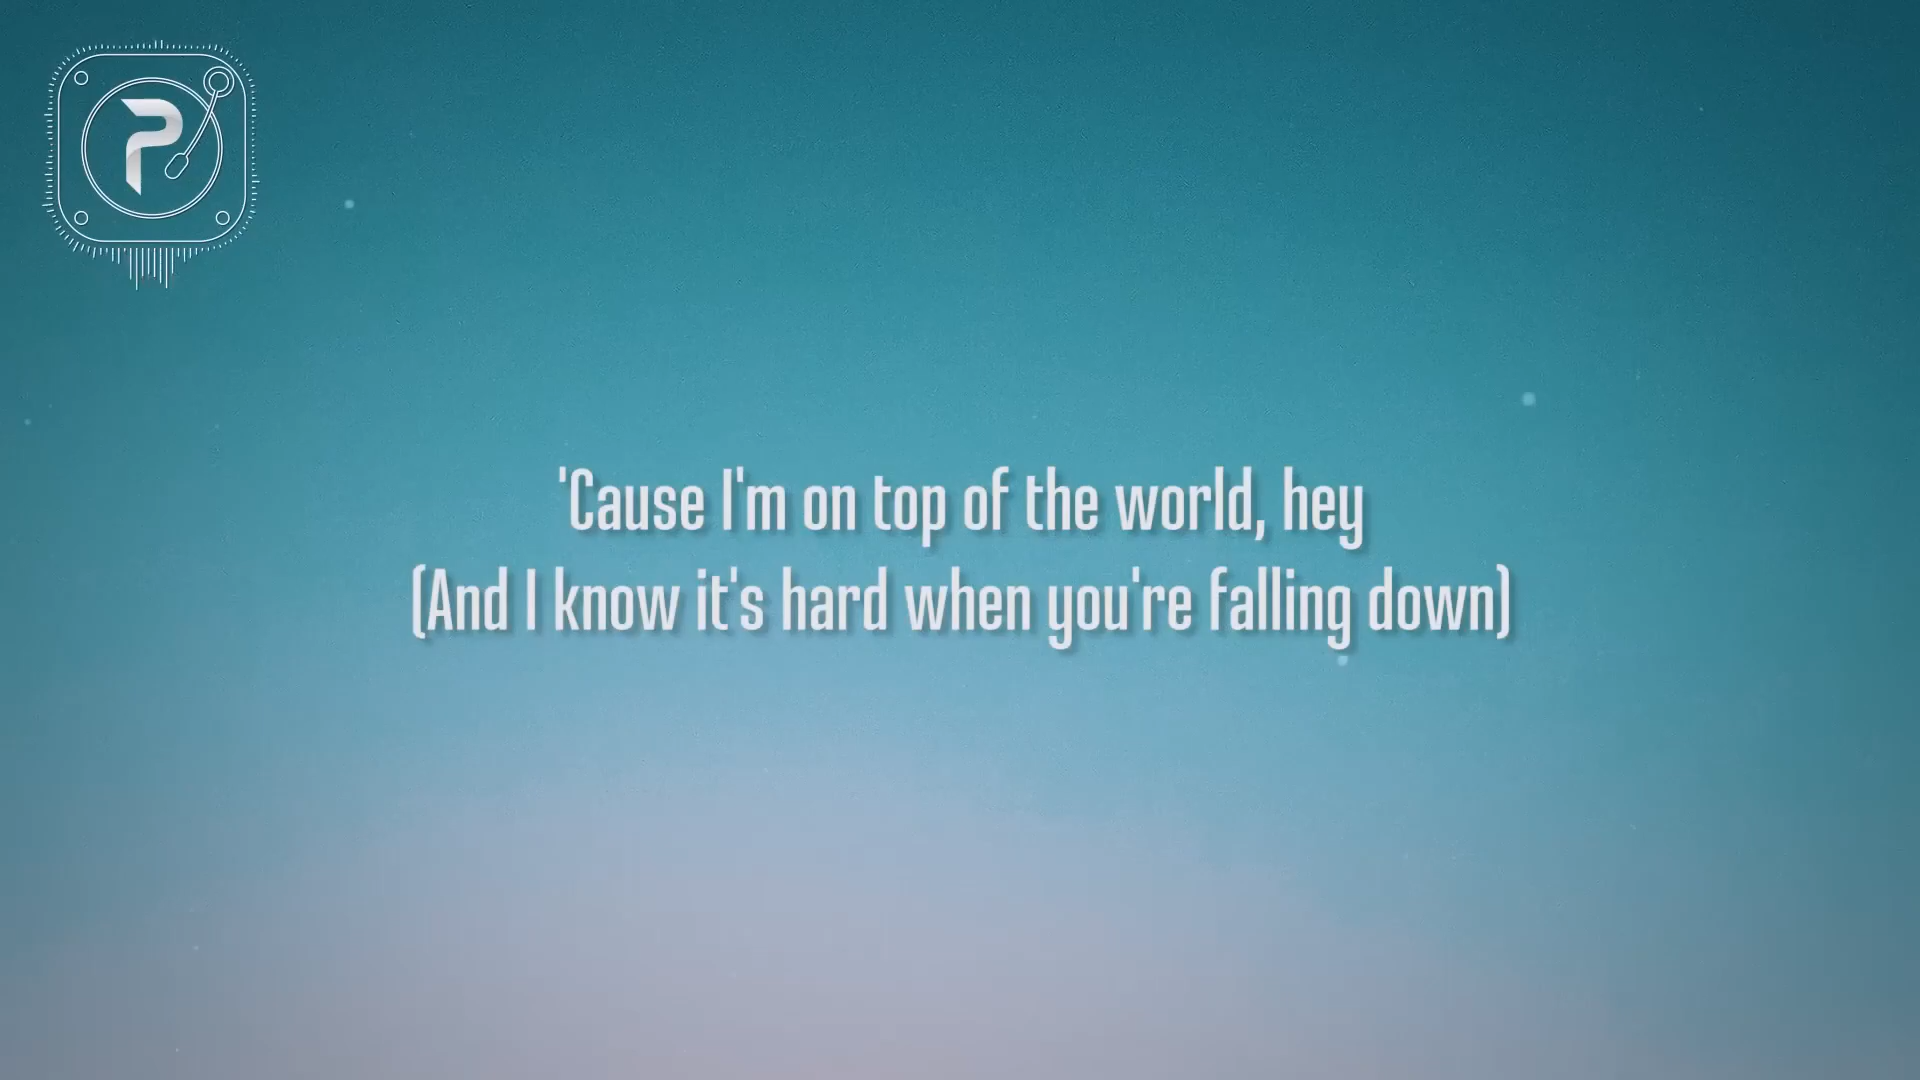 P
'Cause I'm on top of the world, hey
(And I know it's hard when you're falling down)